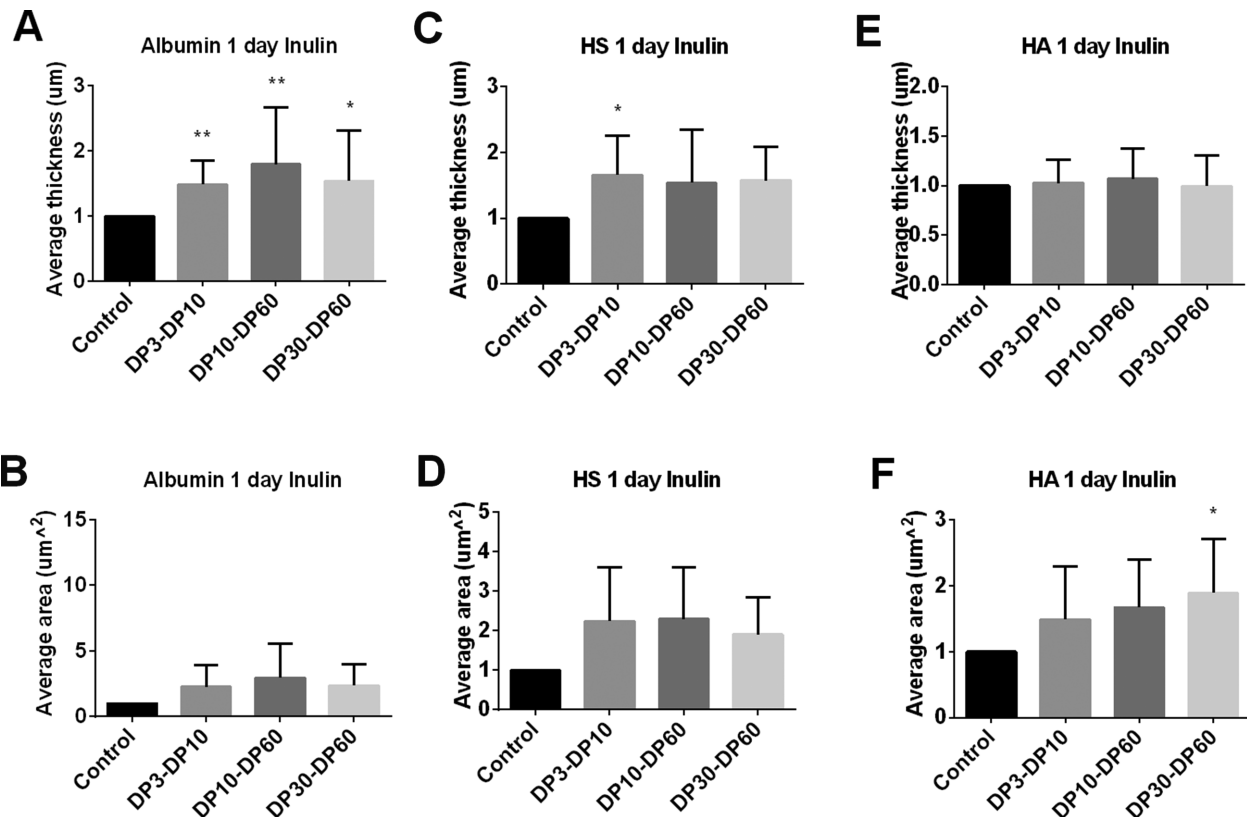 A
Albumin 1 day Inulin
Average thickness (um)
3
2
1
0
**
**
*
Control
DP3-DP10
DP10-DP60
DP30-DP60
C
HS 1 day Inulin
Average thickness (um)
3
2
1
0
*
Control
DP3-DP10
DP10-DP60
DP30-DP60
E
HA 1 day Inulin
Average thickness (um)
2.0
1.5
1.0
0.5
0.0
Control
DP3-DP10
DP10-DP60
DP30-DP60
B
Albumin 1 day Inulin
Average area (um^2)
15
10
5
0
Control
DP3-DP10
DP10-DP60
DP30-DP60
D
HS 1 day Inulin
Average area (um^2)
5
4
3
2
1
0
Control
DP3-DP10
DP10-DP60
DP30-DP60
F
HA 1 day Inulin
Average area (um^2)
3
2
1
0
*
Control
DP3-DP10
DP10-DP60
DP30-DP60